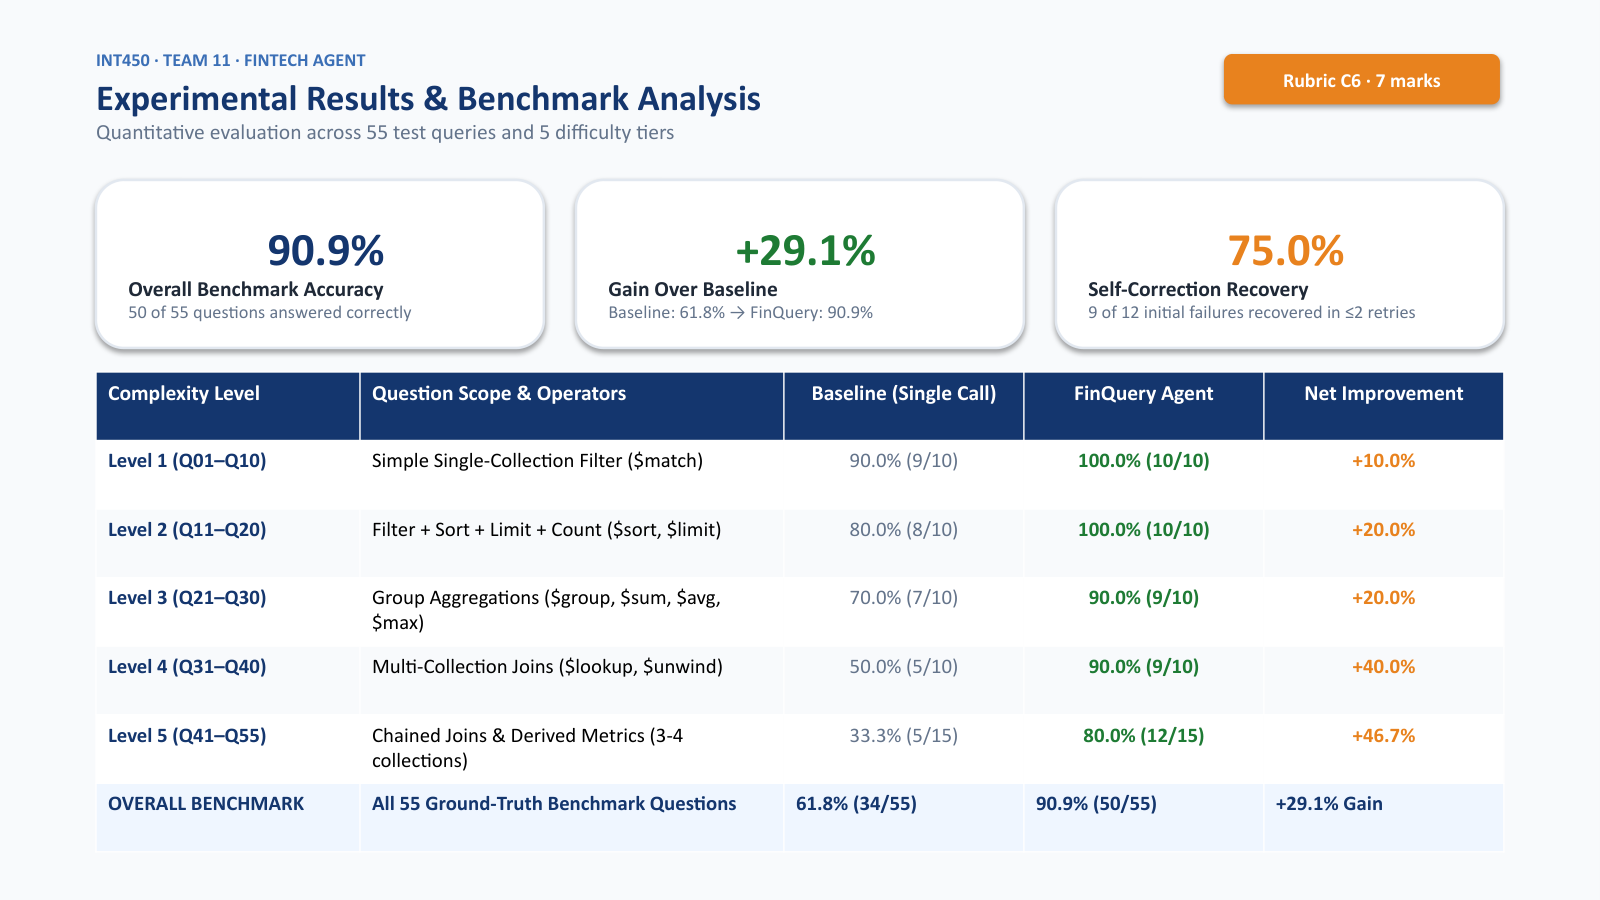 INT450 · TEAM 11 · FINTECH AGENT
Experimental Results & Benchmark Analysis
Quantitative evaluation across 55 test queries and 5 difficulty tiers
Rubric C6 · 7 marks
90.9%
Overall Benchmark Accuracy
50 of 55 questions answered correctly
+29.1%
Gain Over Baseline
Baseline: 61.8% → FinQuery: 90.9%
75.0%
Self-Correction Recovery
9 of 12 initial failures recovered in ≤2 retries
Complexity Level Question Scope & Operators Baseline (Single Call) FinQuery Agent Net Improvement
Level 1 (Q01–Q10) Simple Single-Collection Filter ($match) 90.0% (9/10) 100.0% (10/10) +10.0%
Level 2 (Q11–Q20) Filter + Sort + Limit + Count ($sort, $limit) 80.0% (8/10) 100.0% (10/10) +20.0%
Level 3 (Q21–Q30) Group Aggregations ($group, $sum, $avg, 70.0% (7/10) 90.0% (9/10) +20.0%
$max)
Level 4 (Q31–Q40) Multi-Collection Joins ($lookup, $unwind) 50.0% (5/10) 90.0% (9/10) +40.0%
Level 5 (Q41–Q55) Chained Joins & Derived Metrics (3-4 33.3% (5/15) 80.0% (12/15) +46.7%
collections)
OVERALL BENCHMARK All 55 Ground-Truth Benchmark Questions 61.8% (34/55) 90.9% (50/55) +29.1% Gain